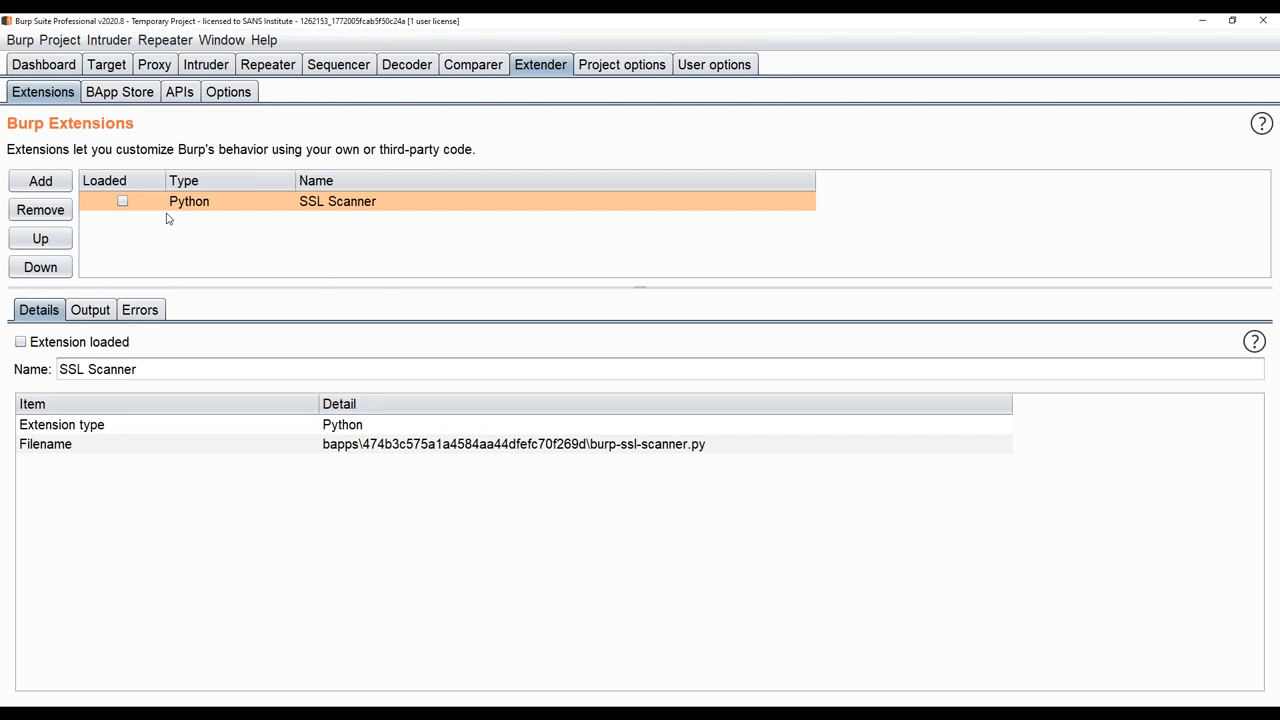 Burp Suite Professional v2020.8 - Temporary Project - licensed to SANS Institute - 1262153_1772005fcab5f50c24a [1 user license]
Burp Project Intruder Repeater Window Help
Dashboard Target Proxy Intruder Repeater Sequencer Decoder Comparer Extender Project options User options
Extensions BApp Store APIs Options
Burp Extensions
?
Extensions let you customize Burp's behavior using your own or third-party code.
Add Loaded Type Name
Python SSL Scanner
Remove
Up
Down
Details Output Errors
Extension loaded
?
Name: SSL Scanner
Item Detail
Extension type Python
Filename bapps\474b3c575a1a4584aa44dfefc70f269d\burp-ssl-scanner.py